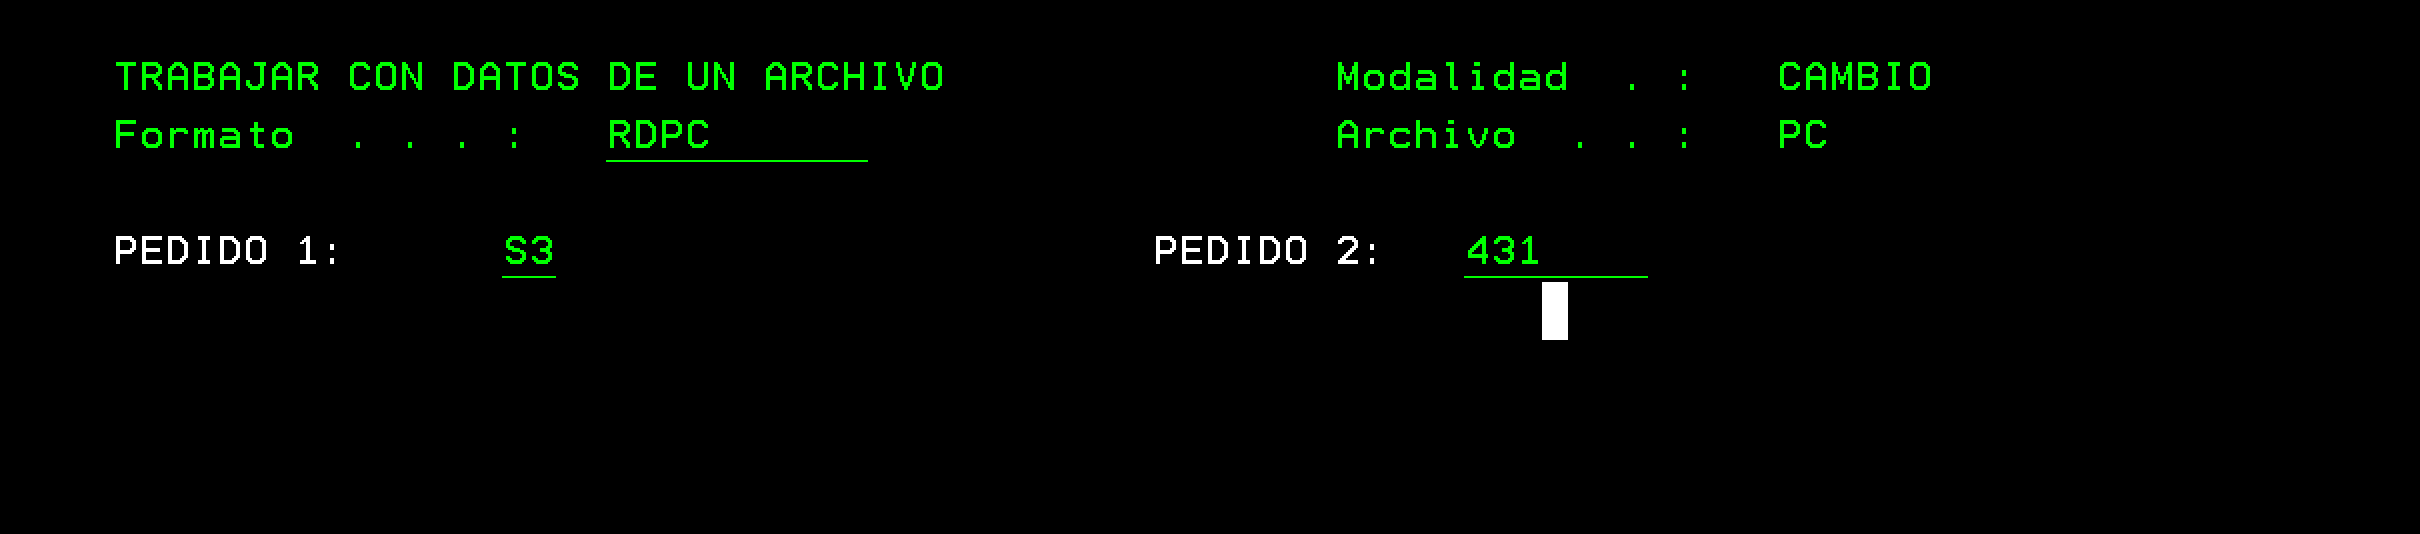 TRABAJAR CON DATOS DE UN ARCHIVO Modalidad . : CAMBIO
Formato . . . : RDPC Archivo . . : PC
PEDIDO 1: S3 PEDIDO 2: 431